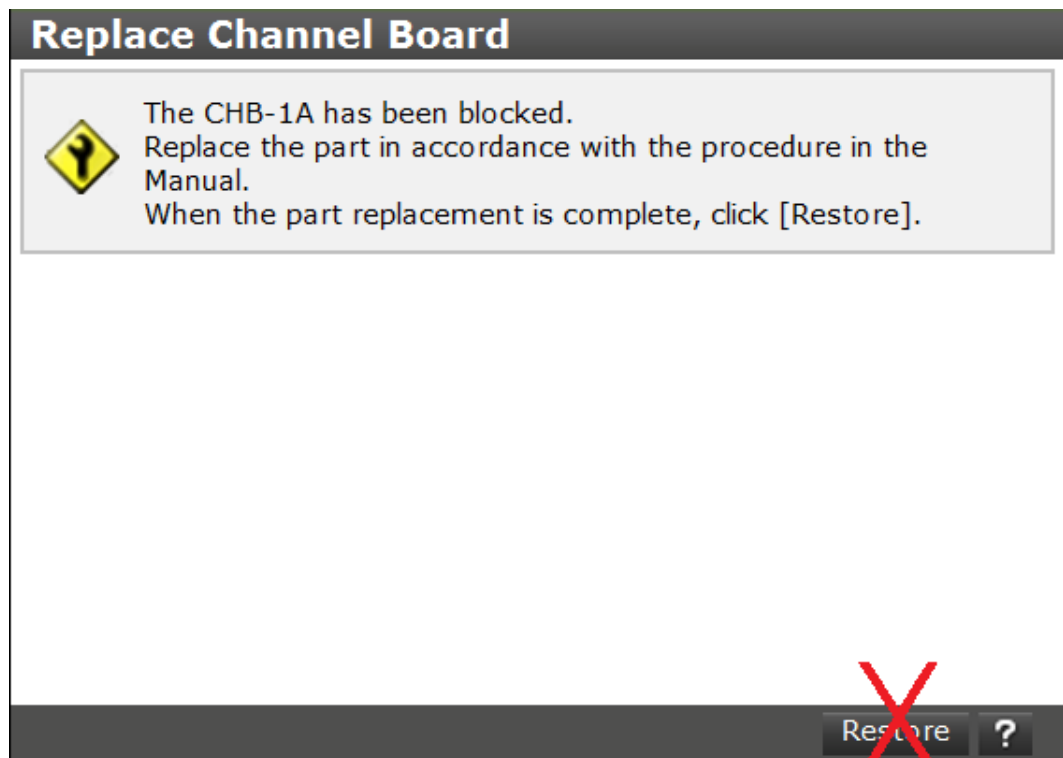 Replace Channel Board
The CHB-1A has been blocked.
Replace the part in accordance with the procedure in the
Manual.
When the part replacement is complete, click [Restore].
Restore ?